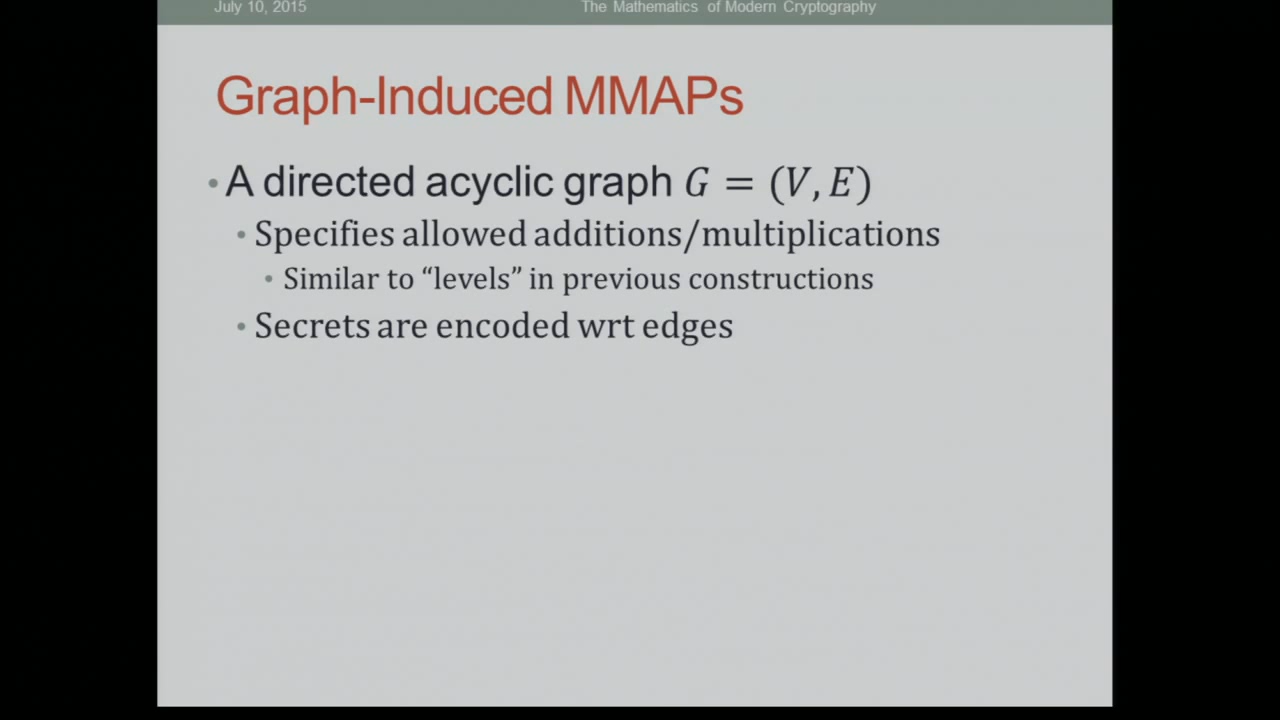 July 10, 2015 The Mathematics of Modern Cryptography
Graph-Induced MMAPs
• A directed acyclic graph G = (V, E)
• Specifies allowed additions/multiplications
• Similar to “levels” in previous constructions
• Secrets are encoded wrt edges